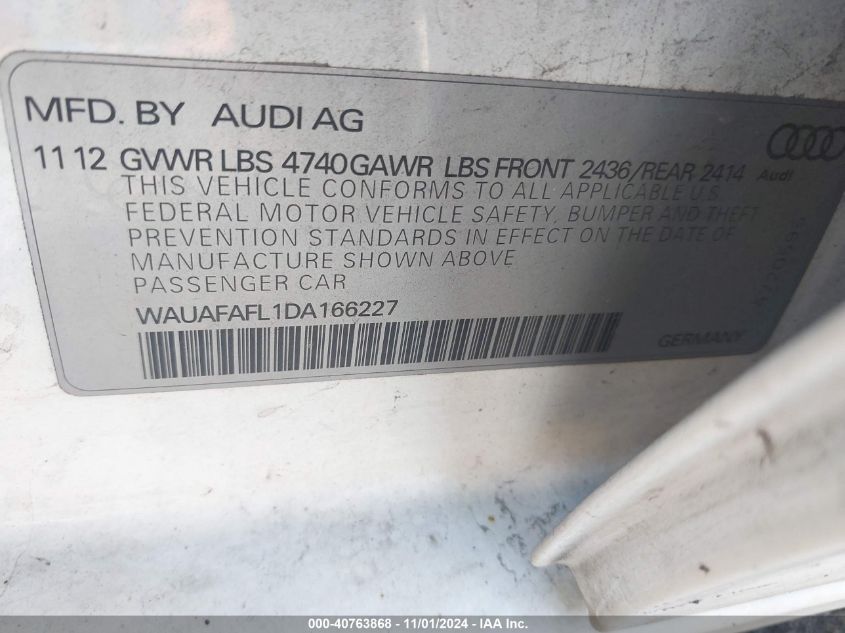 MFD. BY AUDI AG
11 12 GVWR LBS 4740 GAWR LBS FRONT 2436/REAR 2414
Audi
THIS VEHICLE CONFORMS TO ALL APPLICABLE U.S.
FEDERAL MOTOR VEHICLE SAFETY, BUMPER AND THEFT
PREVENTION STANDARDS IN EFFECT ON THE DATE OF
MANUFACTURE SHOWN ABOVE
PASSENGER CAR
WAUAFAFL1DA166227
GERMANY
000-40763868 - 11/01/2024 - IAA Inc.